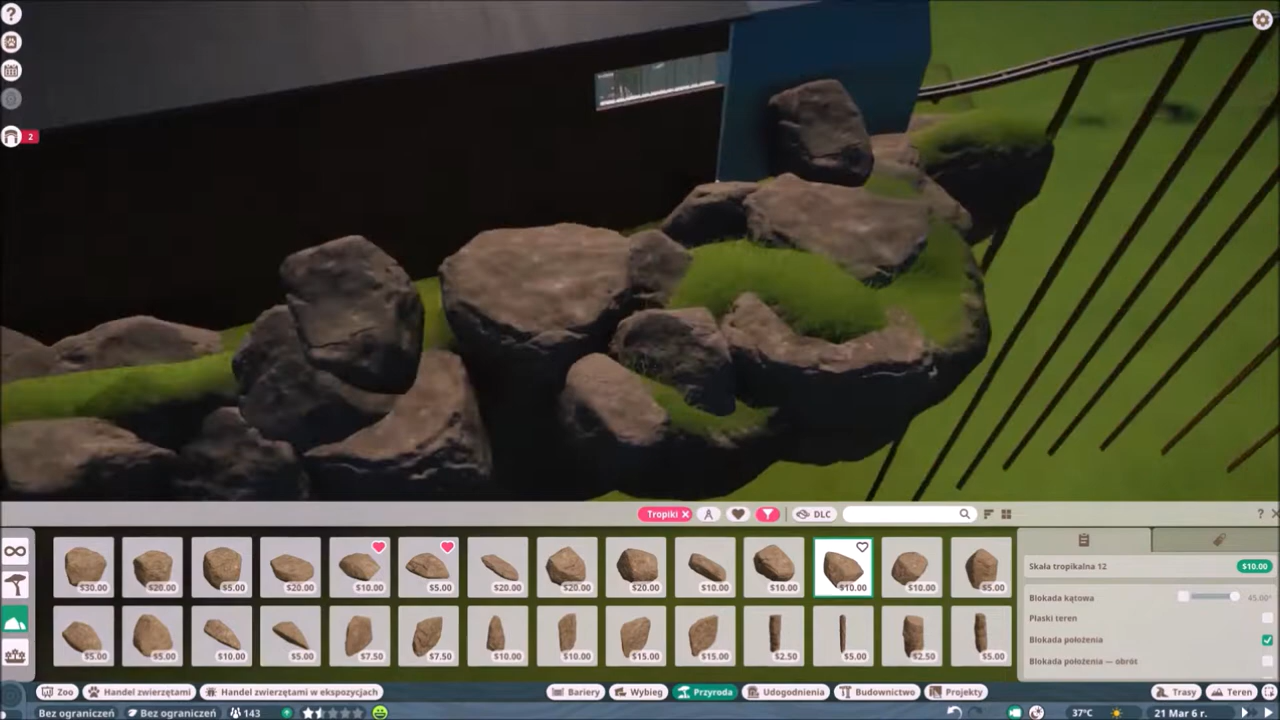 ?
2
Tropiki ×
DLC
? ×
$30.00 $20.00 $5.00 $20.00 $10.00 $5.00 $20.00 $20.00 $20.00 $10.00 $10.00 $10.00 $10.00 $5.00
$5.00 $5.00 $10.00 $5.00 $7.50 $7.50 $10.00 $10.00 $15.00 $15.00 $2.50 $5.00 $2.50 $5.00
Skała tropikalna 12 $10.00
Blokada kątowa 45.00°
Płaski teren
Blokada położenia
Blokada położenia — obrót
Zoo Handel zwierzętami Handel zwierzętami w ekspozycjach Bariery Wybieg Przyroda Udogodnienia Budownictwo Projekty Trasy Teren
Bez ograniczeń Bez ograniczeń 143 37°C 21 Mar 6 r.